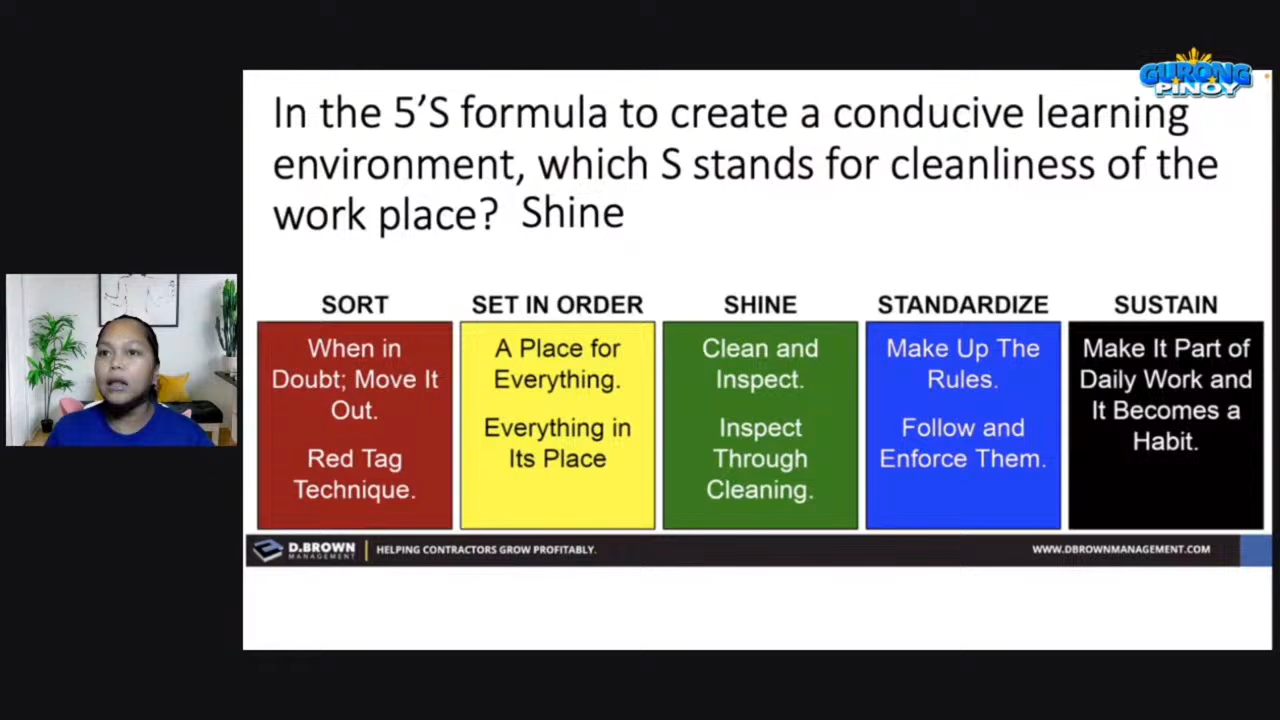 GURONG
PINOY
In the 5'S formula to create a conducive learning
environment, which S stands for cleanliness of the
work place? Shine
SORT
When in
Doubt; Move It
Out.
Red Tag
Technique.
SET IN ORDER
A Place for
Everything.
Everything in
Its Place
SHINE
Clean and
Inspect.
Inspect
Through
Cleaning.
STANDARDIZE
Make Up The
Rules.
Follow and
Enforce Them.
SUSTAIN
Make It Part of
Daily Work and
It Becomes a
Habit.
D.BROWN
MANAGEMENT
HELPING CONTRACTORS GROW PROFITABLY.
WWW.DBROWNMANAGEMENT.COM